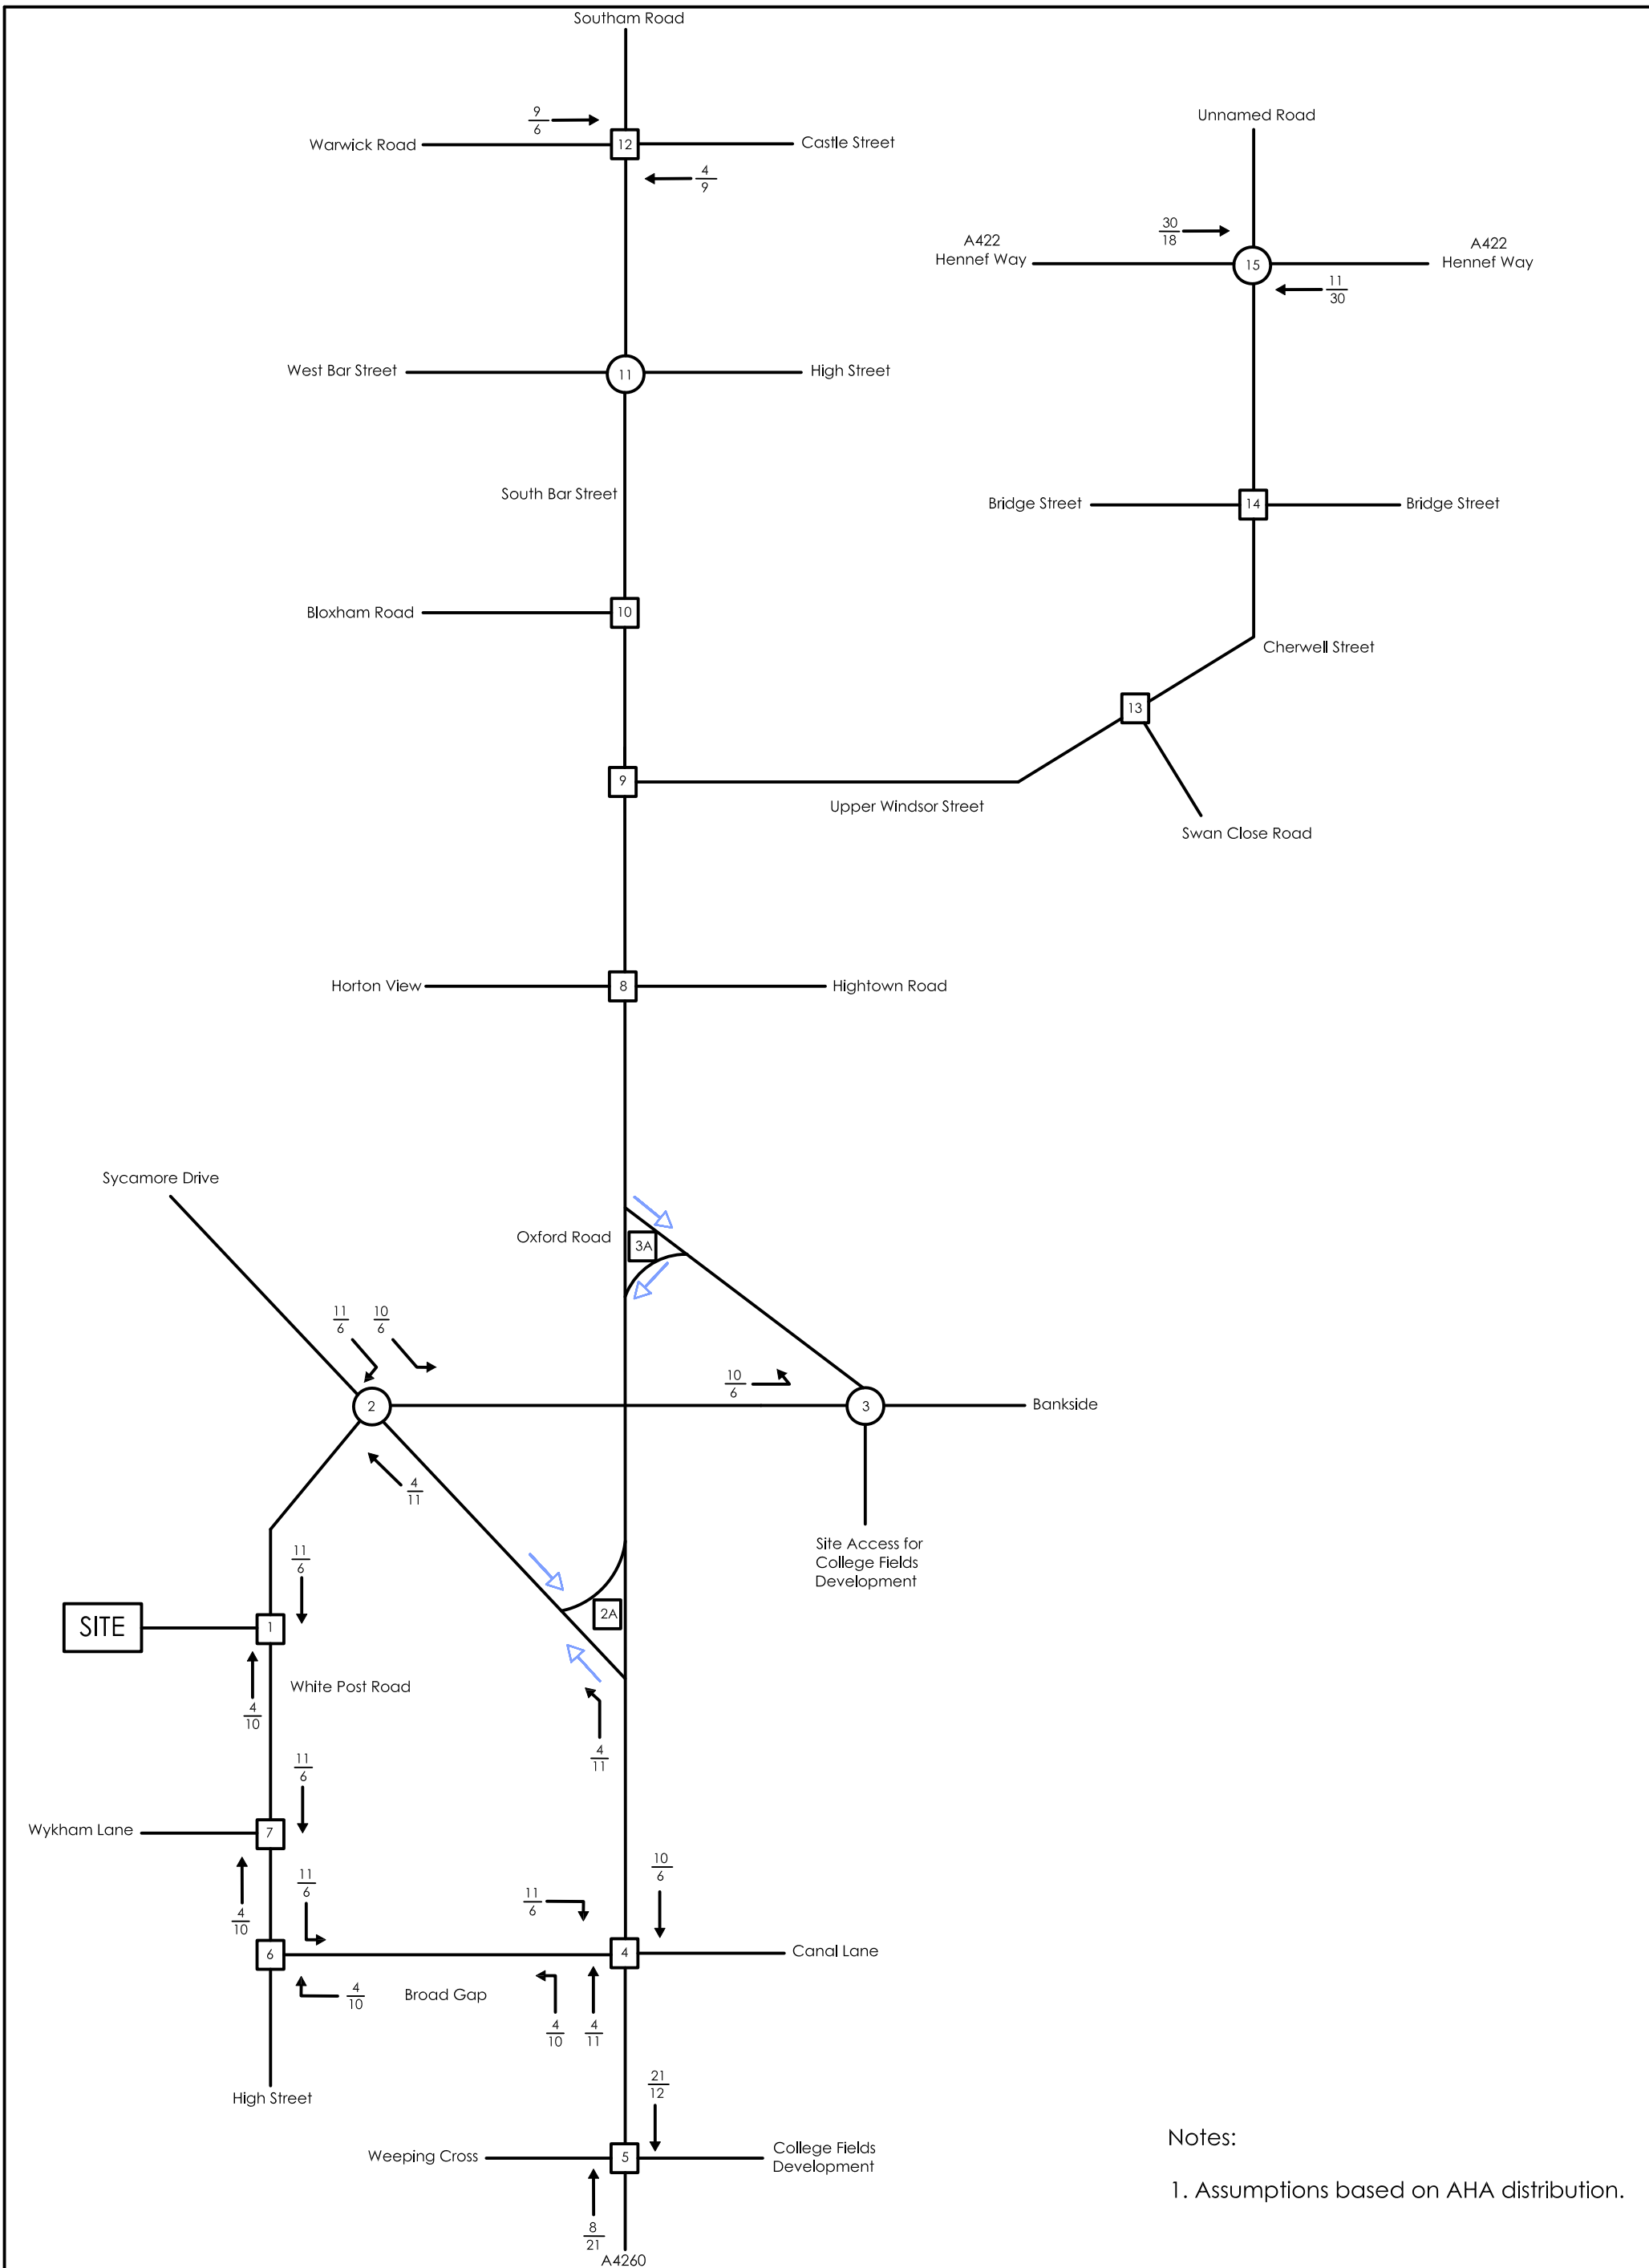 Southam Road
9
6
Warwick Road
12
Castle Street
4
9
Unnamed Road
30
18
A422
Hennef Way
15
A422
Hennef Way
11
30
West Bar Street
11
High Street
South Bar Street
Bridge Street
14
Bridge Street
Bloxham Road
10
Cherwell Street
13
9
Upper Windsor Street
Swan Close Road
Horton View
8
Hightown Road
Sycamore Drive
Oxford Road
3A
11
6
10
6
10
6
2
3
Bankside
4
11
Site Access for
College Fields
Development
11
6
SITE
1
2A
White Post Road
4
10
4
11
11
6
Wykham Lane
7
10
6
11
6
11
6
4
10
6
4
Canal Lane
4
10
Broad Gap
4
10
4
11
High Street
21
12
Weeping Cross
5
College Fields
Development
8
21
A4260
Notes:
1. Assumptions based on AHA distribution.